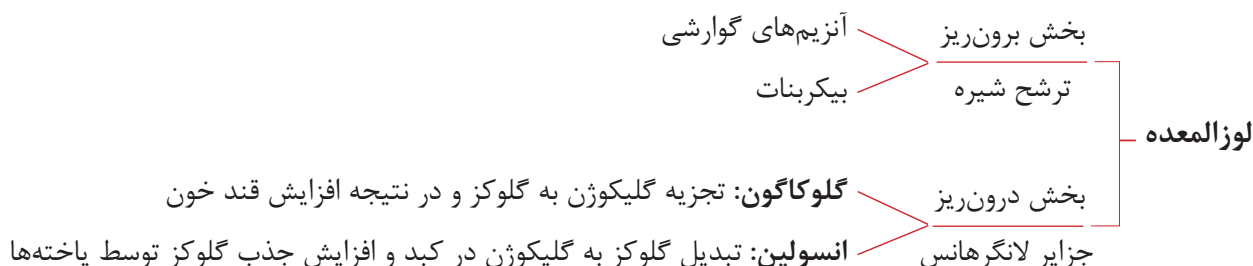 بخش برون‌ریز
ترشح شیره
آنزیم‌های گوارشی
بیکربنات
لوزالمعده
بخش درون‌ریز
جزایر لانگرهانس
گلوکاگون: تجزیه گلیکوژن به گلوکز و در نتیجه افزایش قند خون
انسولین: تبدیل گلوکز به گلیکوژن در کبد و افزایش جذب گلوکز توسط یاخته‌ها